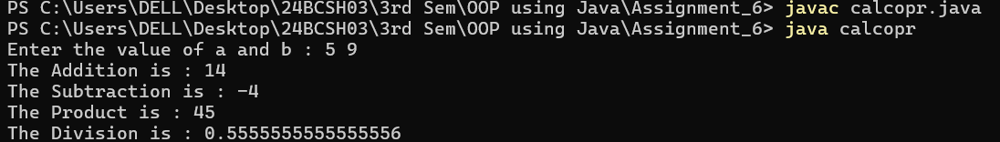 PS C:\Users\DELL\Desktop\24BCSH03\3rd Sem\OOP using Java\Assignment_6> javac calcopr.java
PS C:\Users\DELL\Desktop\24BCSH03\3rd Sem\OOP using Java\Assignment_6> java calcopr
Enter the value of a and b : 5 9
The Addition is : 14
The Subtraction is : -4
The Product is : 45
The Division is : 0.5555555555555556